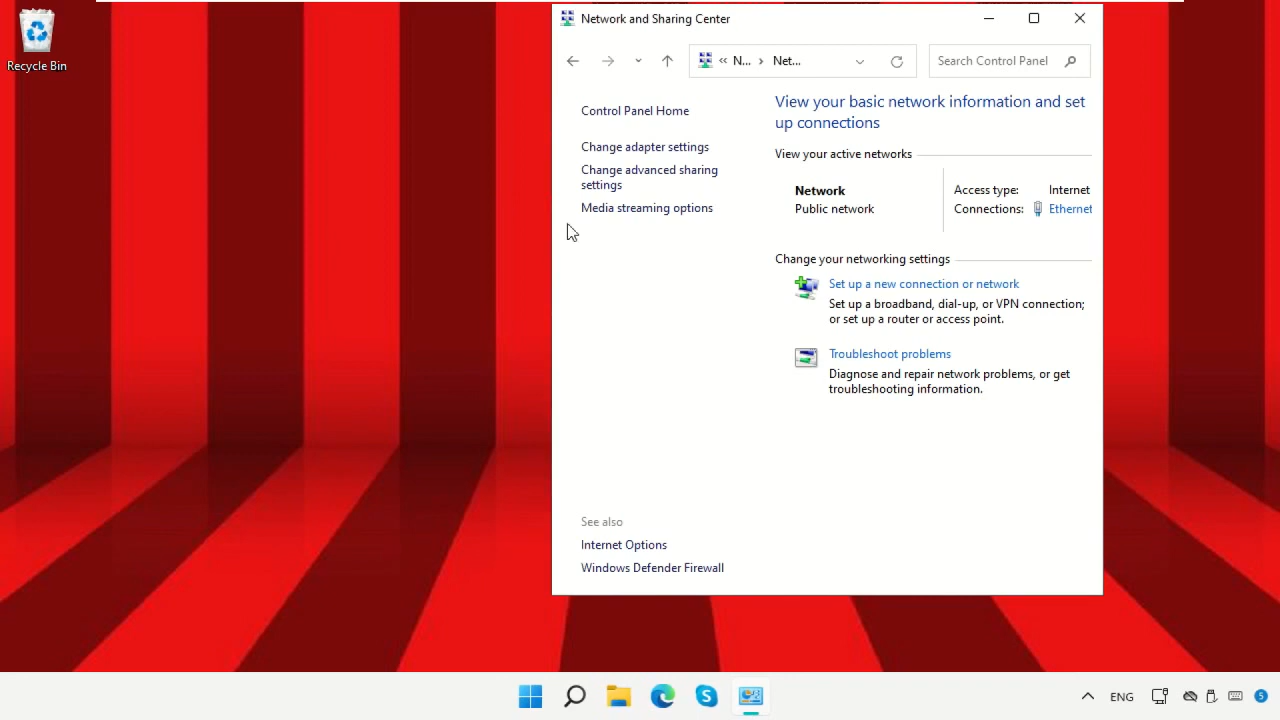 Recycle Bin
Network and Sharing Center
« N... › Net...
Search Control Panel
Control Panel Home
Change adapter settings
Change advanced sharing
settings
Media streaming options
View your basic network information and set
up connections
View your active networks
Network
Public network
Access type: Internet
Connections: Ethernet
Change your networking settings
Set up a new connection or network
Set up a broadband, dial-up, or VPN connection;
or set up a router or access point.
Troubleshoot problems
Diagnose and repair network problems, or get
troubleshooting information.
See also
Internet Options
Windows Defender Firewall
ENG
5